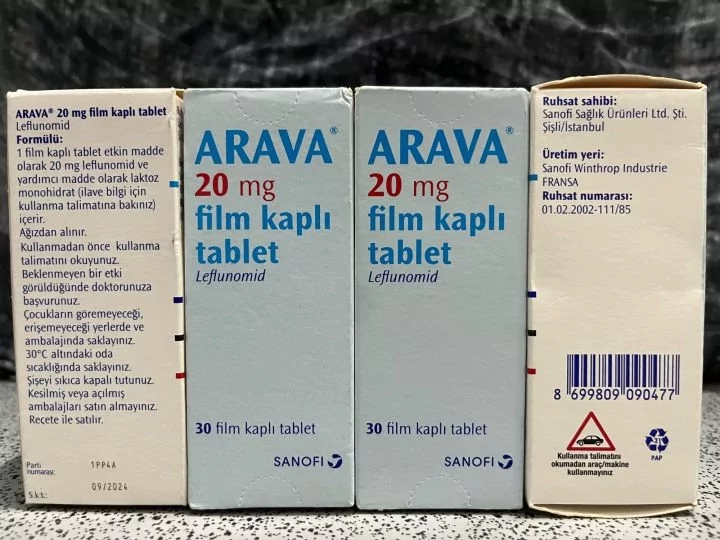 ARAVA® 20 mg film kaplı tablet
Leflunomid
Formülü:
1 film kaplı tablet etkin madde
olarak 20 mg leflunomid ve
yardımcı madde olarak laktoz
monohidrat (ilave bilgi için
kullanma talimatına bakınız)
içerir.
Ağızdan alınır.
Kullanmadan önce kullanma
talimatını okuyunuz.
Beklenmeyen bir etki
görüldüğünde doktorunuza
başvurunuz.
Çocukların göremeyeceği,
erişemeyeceği yerlerde ve
ambalajında saklayınız.
30°C altındaki oda
sıcaklığında saklayınız.
Şişeyi sıkıca kapalı tutunuz.
Kesilmiş veya açılmış
ambalajları satın almayınız.
Recete ile satılır.
Parti
numarası:
1PP4A
S.k.t.:
09/2024
ARAVA®
20 mg
film kaplı
tablet
Leflunomid
30 film kaplı tablet
SANOFI
ARAVA®
20 mg
film kaplı
tablet
Leflunomid
30 film kaplı tablet
SANOFI
Ruhsat sahibi:
Sanofi Sağlık Ürünleri Ltd. Şti.
Şişli/İstanbul
Üretim yeri:
Sanofi Winthrop Industrie
FRANSA
Ruhsat numarası:
01.02.2002-111/85
8 699809 090477
Kullanma talimatını
okumadan araç/makine
kullanmayınız
21
PAP